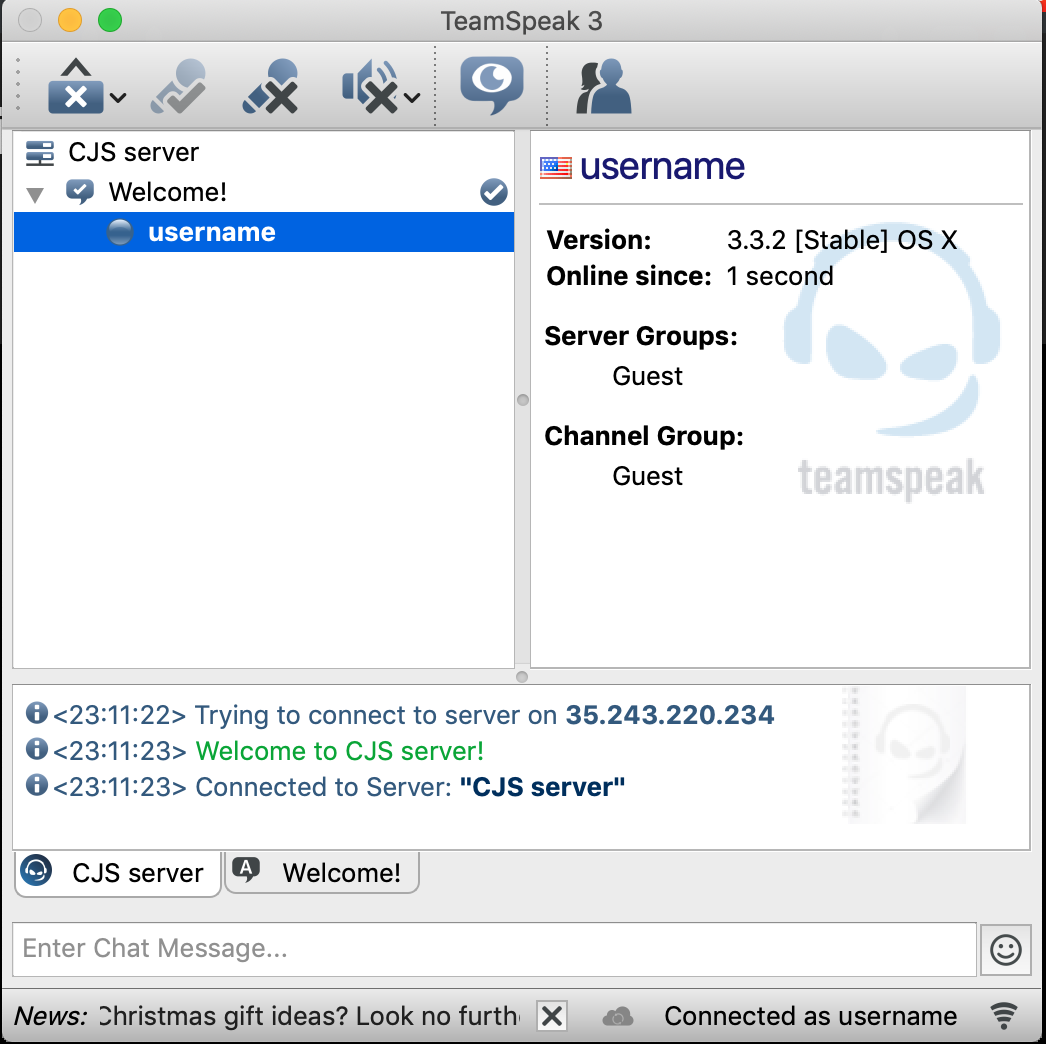 TeamSpeak 3
CJS server
Welcome!
username
username
Version: 3.3.2 [Stable] OS X
Online since: 1 second
Server Groups:
Guest
Channel Group:
Guest
teamspeak
<23:11:22> Trying to connect to server on 35.243.220.234
<23:11:23> Welcome to CJS server!
<23:11:23> Connected to Server: "CJS server"
CJS server
A Welcome!
Enter Chat Message...
News: Christmas gift ideas? Look no furth
Connected as username